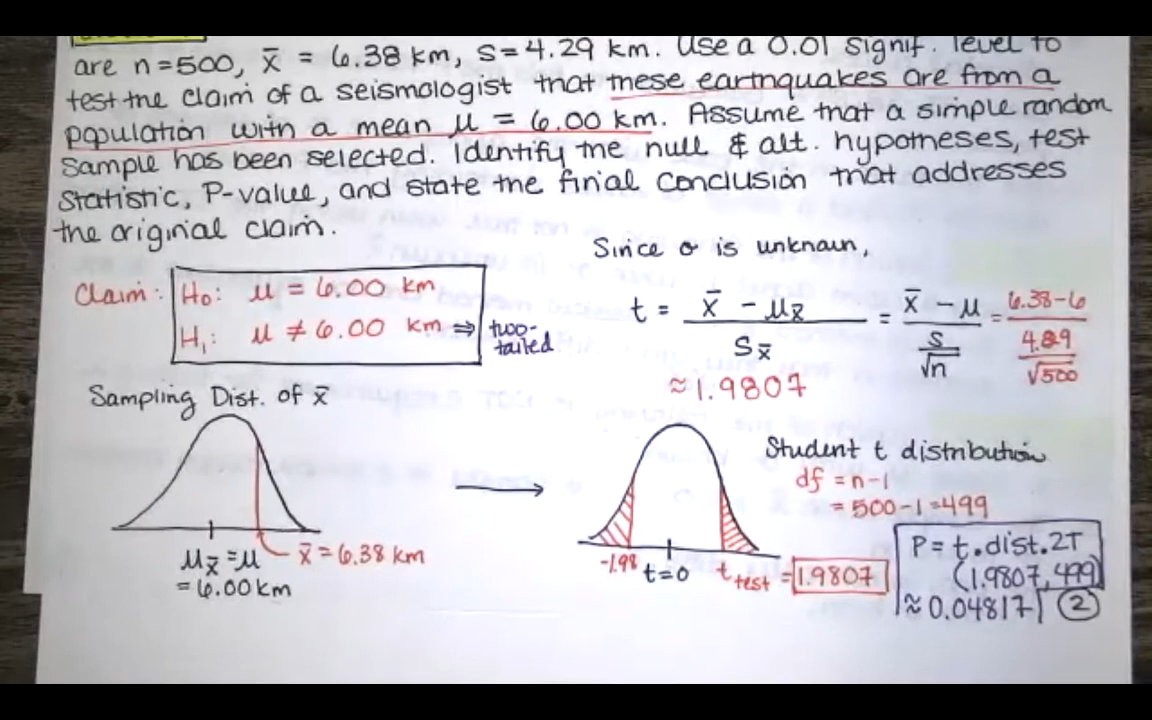 are n=500, x̄ = 6.38 km, s=4.29 km. Use a 0.01 signif. level to
test the claim of a seismologist that these earthquakes are from a
population with a mean μ = 6.00 km. Assume that a simple random
sample has been selected. Identify the null & alt. hypotheses, test
statistic, P-value, and state the final conclusion that addresses
the original claim.
Since σ is unknown,
Claim: H₀: μ = 6.00 km
H₁: μ ≠ 6.00 km ⇒ two-
tailed
t = (x̄ - μx̄)/(sx̄) = (x̄ - μ)/(s/√n) = (6.38-6)/(4.29/√500)
≈1.9807
Sampling Dist. of x̄
Student t distribution
df = n-1
= 500-1=499
μx̄ = μ
= 6.00 km
x̄ = 6.38 km
-1.98
t=0
t test = 1.9807
P = t.dist.2T
(1.9807, 499)
≈ 0.04817 ②